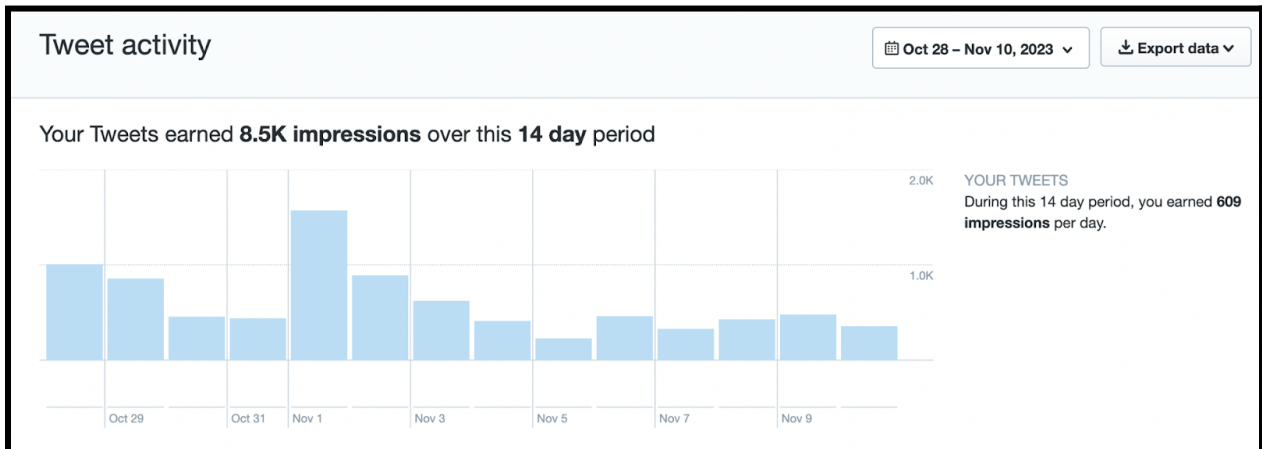 Tweet activity
Oct 28 – Nov 10, 2023
Export data
Your Tweets earned 8.5K impressions over this 14 day period
2.0K
1.0K
YOUR TWEETS
During this 14 day period, you earned 609
impressions per day.
Oct 29
Oct 31
Nov 1
Nov 3
Nov 5
Nov 7
Nov 9